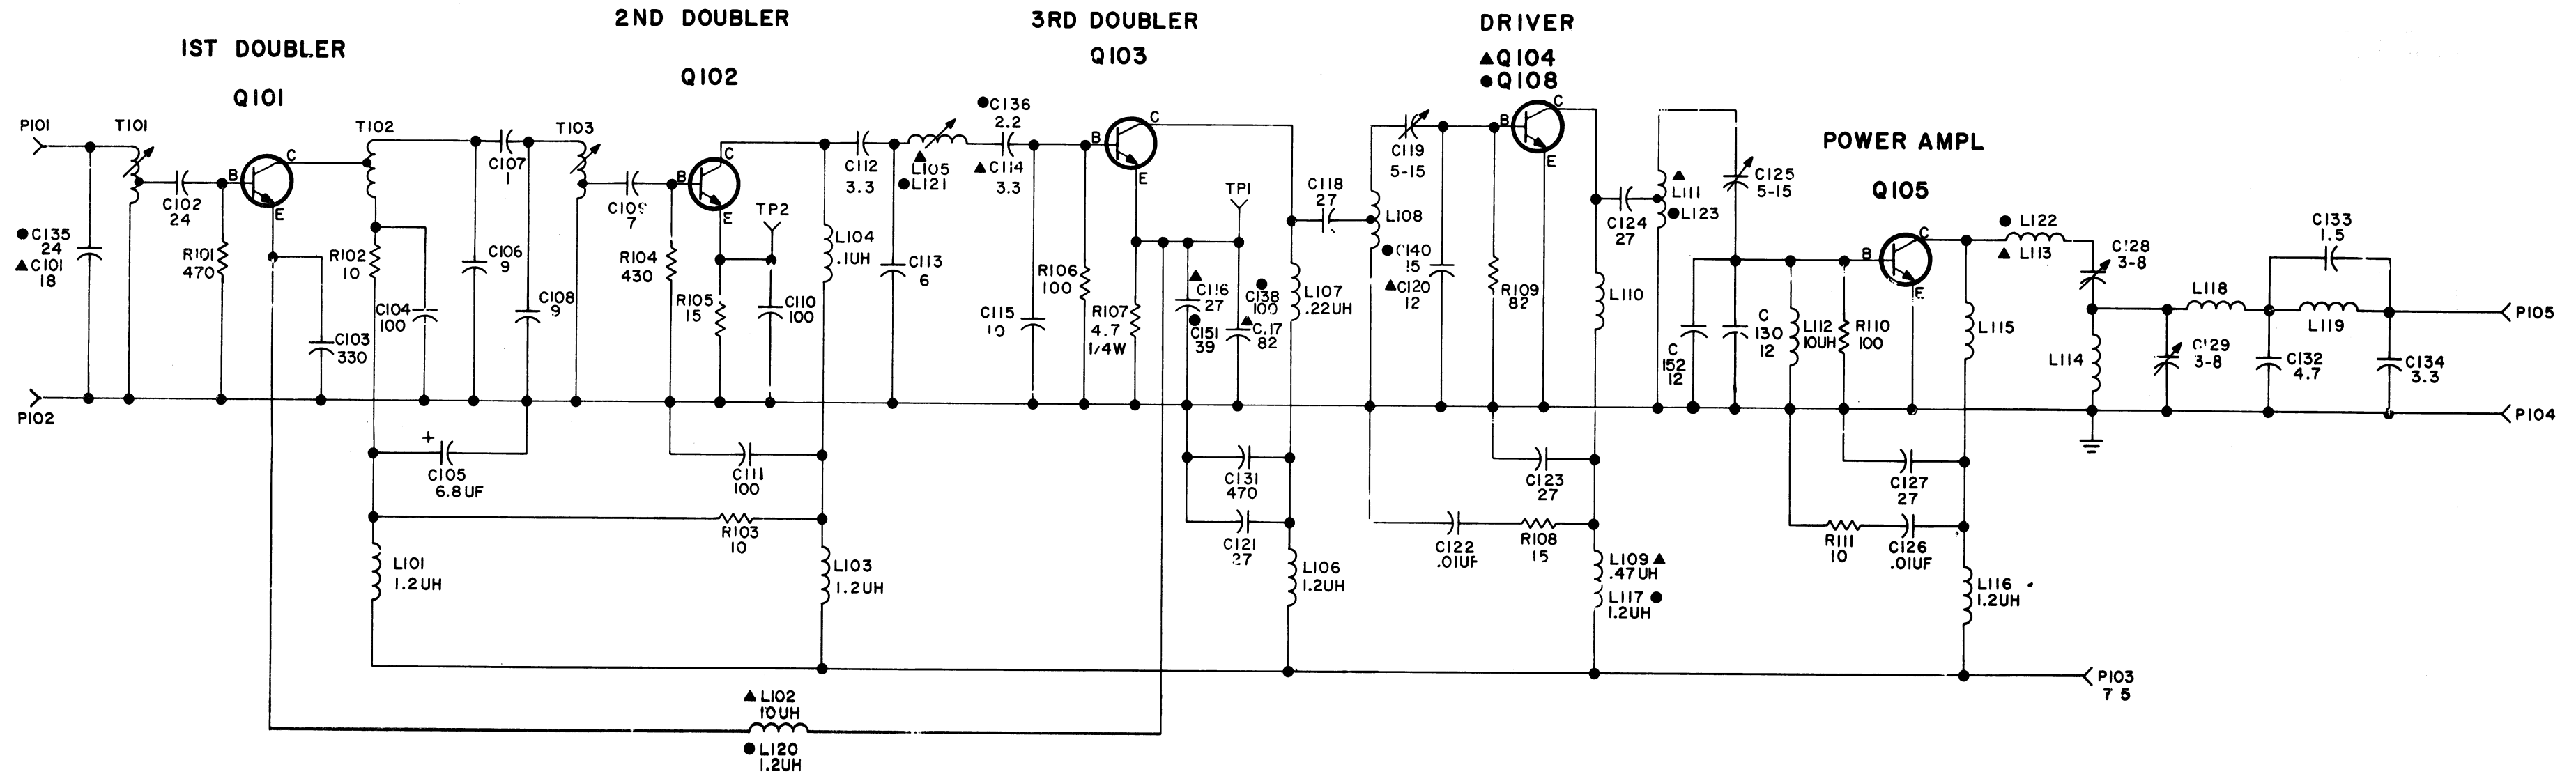 1ST DOUBLER
Q101
2ND DOUBLER
Q102
3RD DOUBLER
Q103
DRIVER
▲Q104
●Q108
POWER AMPL
Q105
P101
T101
C102
24
B
C
E
●C135
24
▲C101
18
R101
470
C103
330
P102
T102
R102
10
C104
100
C106
9
C107
1
C108
9
T103
+
C105
6.8UF
L101
1.2UH
C109
7
B
C
E
R104
430
R105
15
TP2
C110
100
L104
.1UH
C111
100
R103
10
L103
1.2UH
▲L102
10UH
●L120
1.2UH
C112
3.3
C113
6
▲
L105
●L121
●C136
2.2
▲C114
3.3
C115
10
R106
100
B
C
E
R107
4.7
1/4W
▲
C116
27
●
C151
39
TP1
●
C138
100
▲
C117
82
C118
27
L107
.22UH
C131
470
C121
27
L106
1.2UH
L108
C119
5-15
●C140
15
▲C120
12
B
C
E
R109
82
C122
.01UF
R108
15
C123
27
L110
L109▲
.47UH
L117●
1.2UH
C124
27
▲
L111
●L123
C125
5-15
C
152
12
C
130
12
L112
10UH
R110
100
B
C
E
L115
C127
27
R111
10
C126
.01UF
L116
1.2UH
P103
7 5
● L122
▲ L113
C128
3-8
L114
C129
3-8
L118
C133
1.5
L119
C132
4.7
C134
3.3
P105
P104